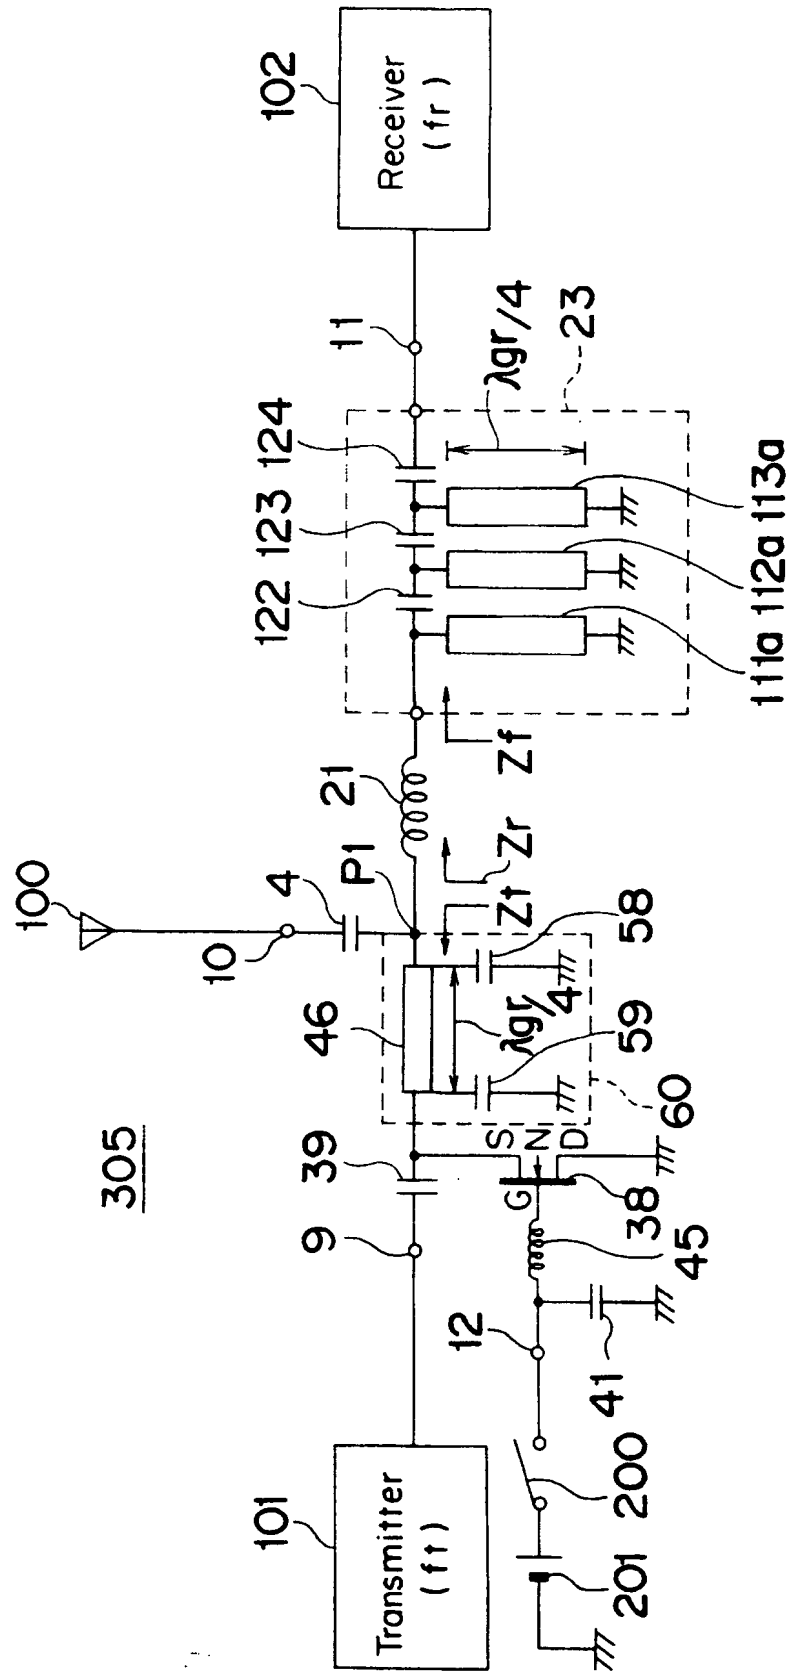 305
100
10
4
P1
101
Transmitter
(ft)
9
39
46
21
122
123
124
11
102
Receiver
(fr)
Zt
Zr
Zf
λgr/4
λgr/4
59
58
60
23
111a
112a
113a
S
N
D
G
38
45
12
41
200
201